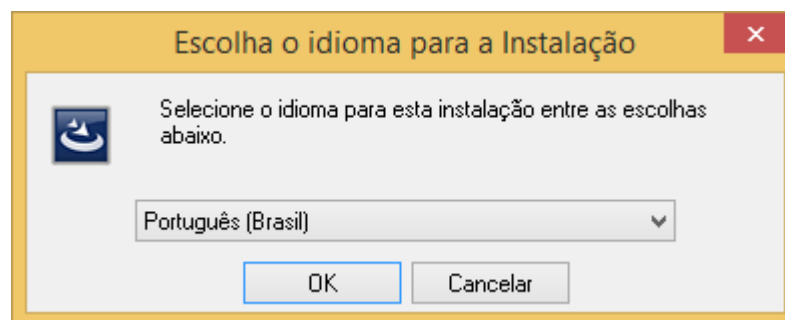 Escolha o idioma para a Instalação
Selecione o idioma para esta instalação entre as escolhas
abaixo.
Português (Brasil)
OK
Cancelar